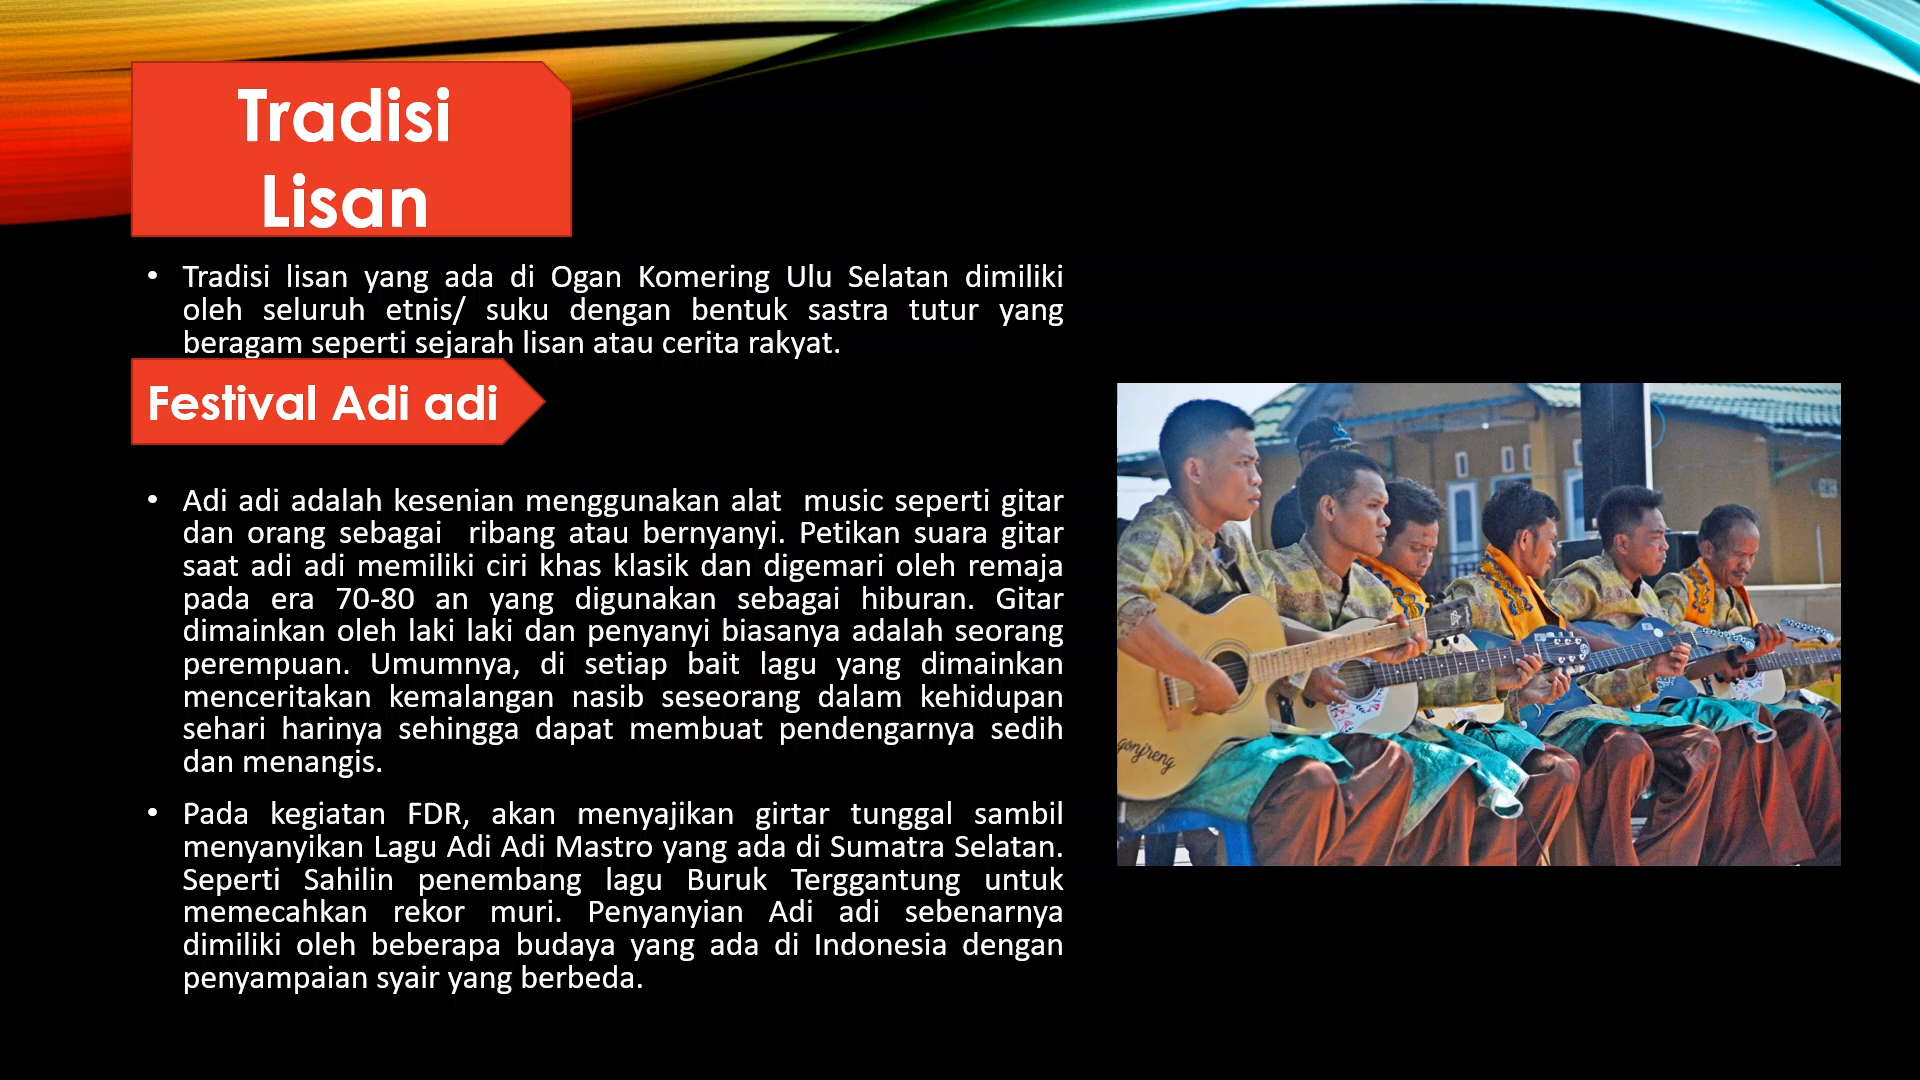 Tradisi
Lisan
• Tradisi lisan yang ada di Ogan Komering Ulu Selatan dimiliki
oleh seluruh etnis/ suku dengan bentuk sastra tutur yang
beragam seperti sejarah lisan atau cerita rakyat.
Festival Adi adi
• Adi adi adalah kesenian menggunakan alat music seperti gitar
dan orang sebagai ribang atau bernyanyi. Petikan suara gitar
saat adi adi memiliki ciri khas klasik dan digemari oleh remaja
pada era 70-80 an yang digunakan sebagai hiburan. Gitar
dimainkan oleh laki laki dan penyanyi biasanya adalah seorang
perempuan. Umumnya, di setiap bait lagu yang dimainkan
menceritakan kemalangan nasib seseorang dalam kehidupan
sehari harinya sehingga dapat membuat pendengarnya sedih
dan menangis.
• Pada kegiatan FDR, akan menyajikan girtar tunggal sambil
menyanyikan Lagu Adi Adi Mastro yang ada di Sumatra Selatan.
Seperti Sahilin penembang lagu Buruk Terggantung untuk
memecahkan rekor muri. Penyanyian Adi adi sebenarnya
dimiliki oleh beberapa budaya yang ada di Indonesia dengan
penyampaian syair yang berbeda.
gonjreng